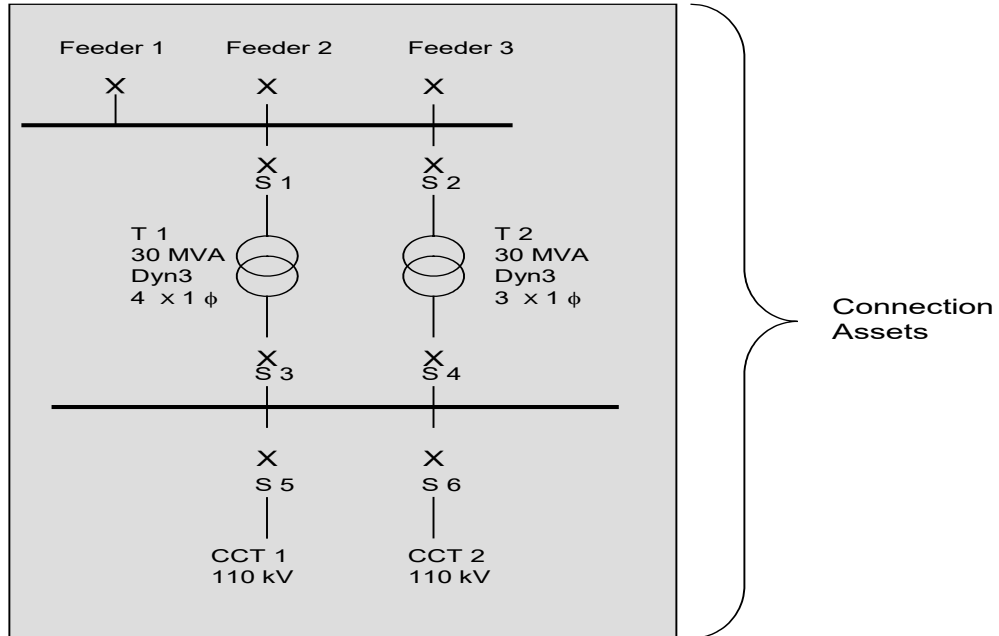 Feeder 1
Feeder 2
Feeder 3
S 1
S 2
T 1
30 MVA
Dyn3
4 x 1 ϕ
T 2
30 MVA
Dyn3
3 x 1 ϕ
Connection
Assets
S 3
S 4
S 5
S 6
CCT 1
110 kV
CCT 2
110 kV